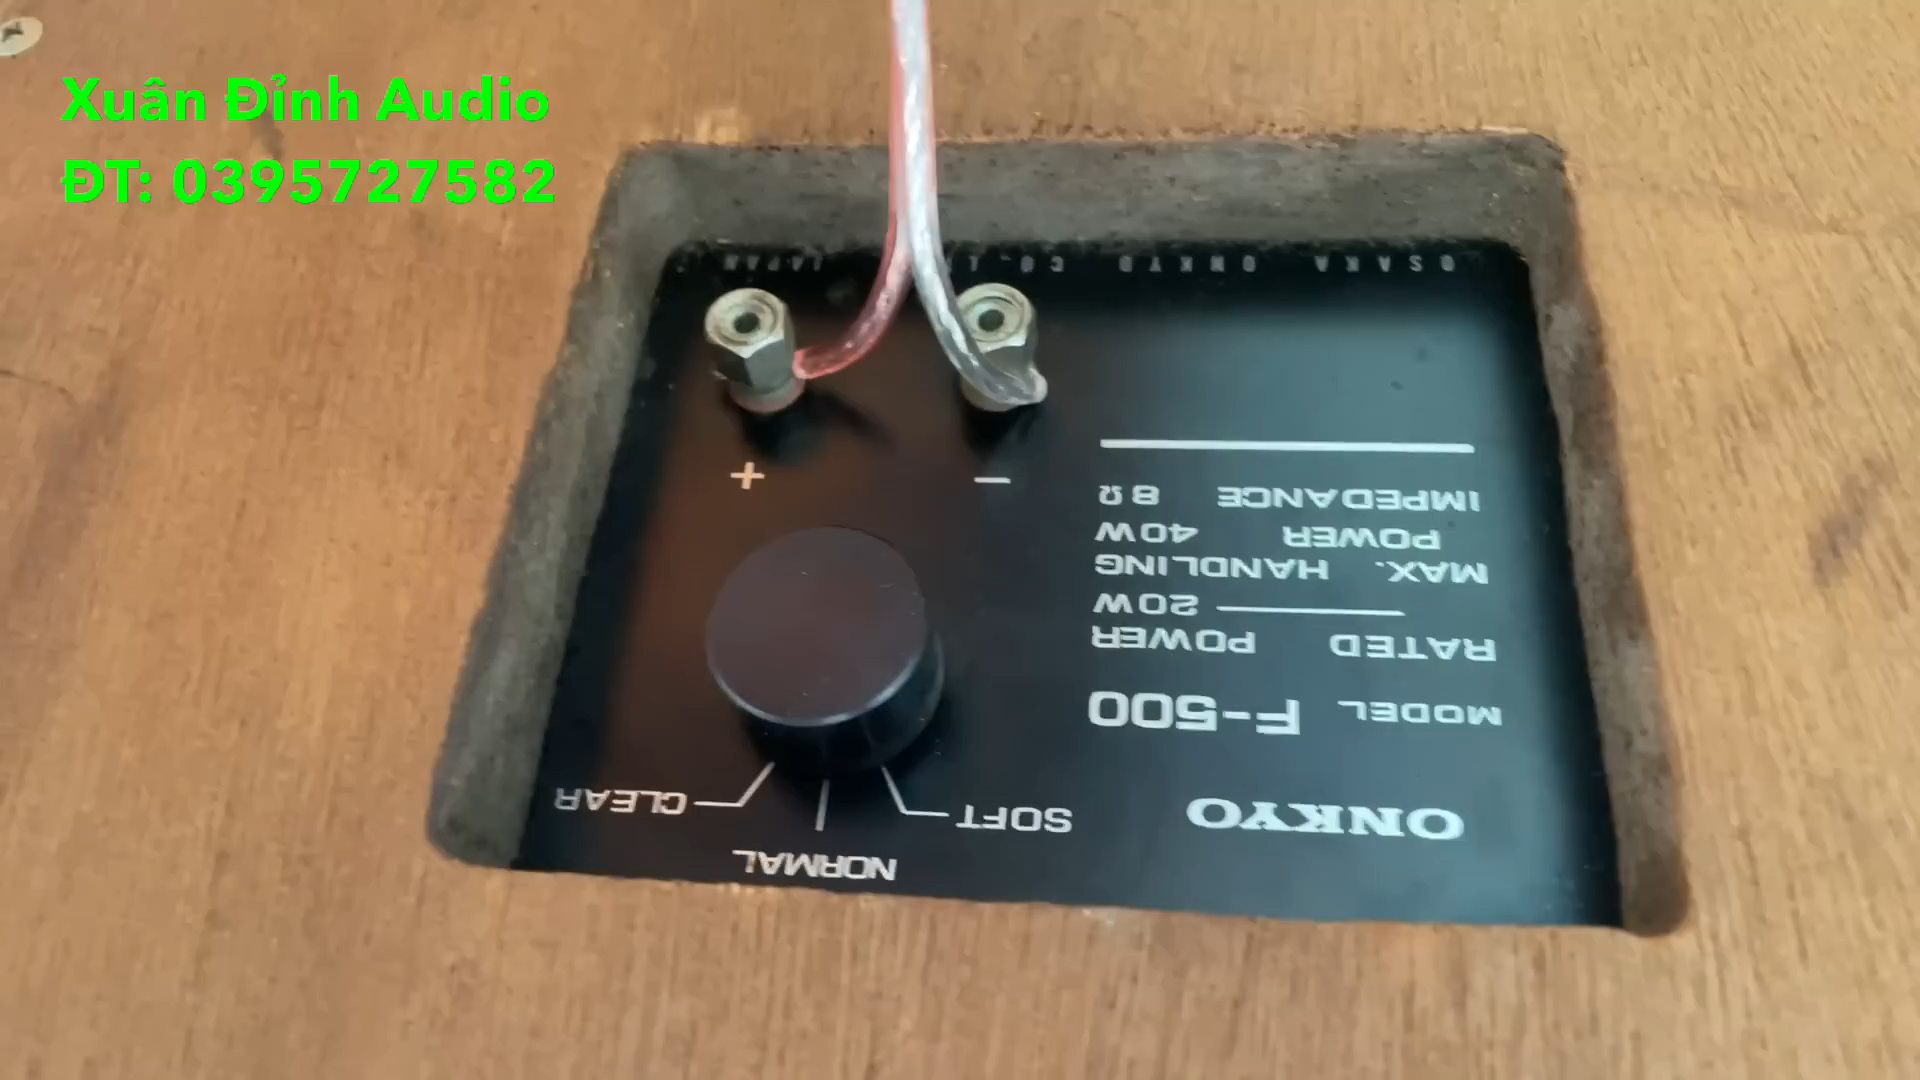 Xuân Đỉnh Audio
ĐT: 0395727582
ONKYO
MODEL F-500
RATED POWER 20W
MAX. HANDLING
POWER 40W
IMPEDANCE 8Ω
SOFT
NORMAL
CLEAR
+
−
OSAKA ONKYO CO., JAPAN